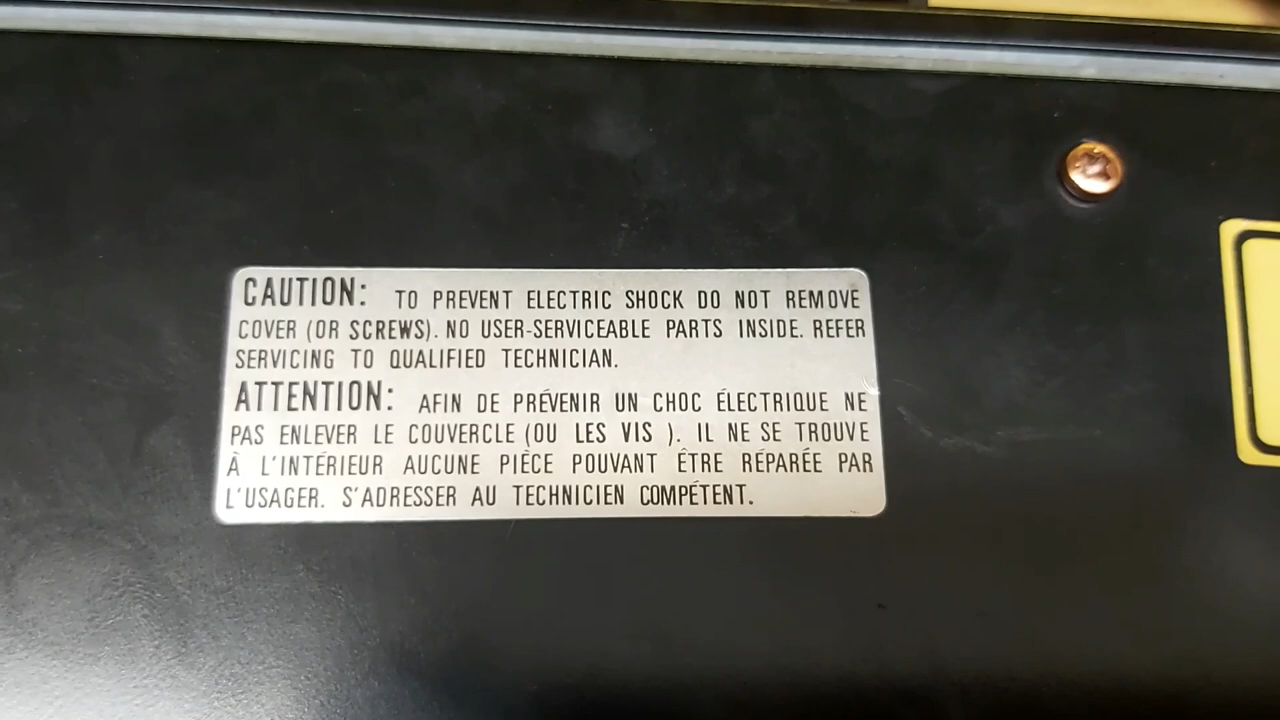 CAUTION: TO PREVENT ELECTRIC SHOCK DO NOT REMOVE
COVER (OR SCREWS). NO USER-SERVICEABLE PARTS INSIDE. REFER
SERVICING TO QUALIFIED TECHNICIAN.
ATTENTION: AFIN DE PRÉVENIR UN CHOC ÉLECTRIQUE NE
PAS ENLEVER LE COUVERCLE (OU LES VIS ). IL NE SE TROUVE
À L'INTÉRIEUR AUCUNE PIÈCE POUVANT ÊTRE RÉPARÉE PAR
L'USAGER. S'ADRESSER AU TECHNICIEN COMPÉTENT.